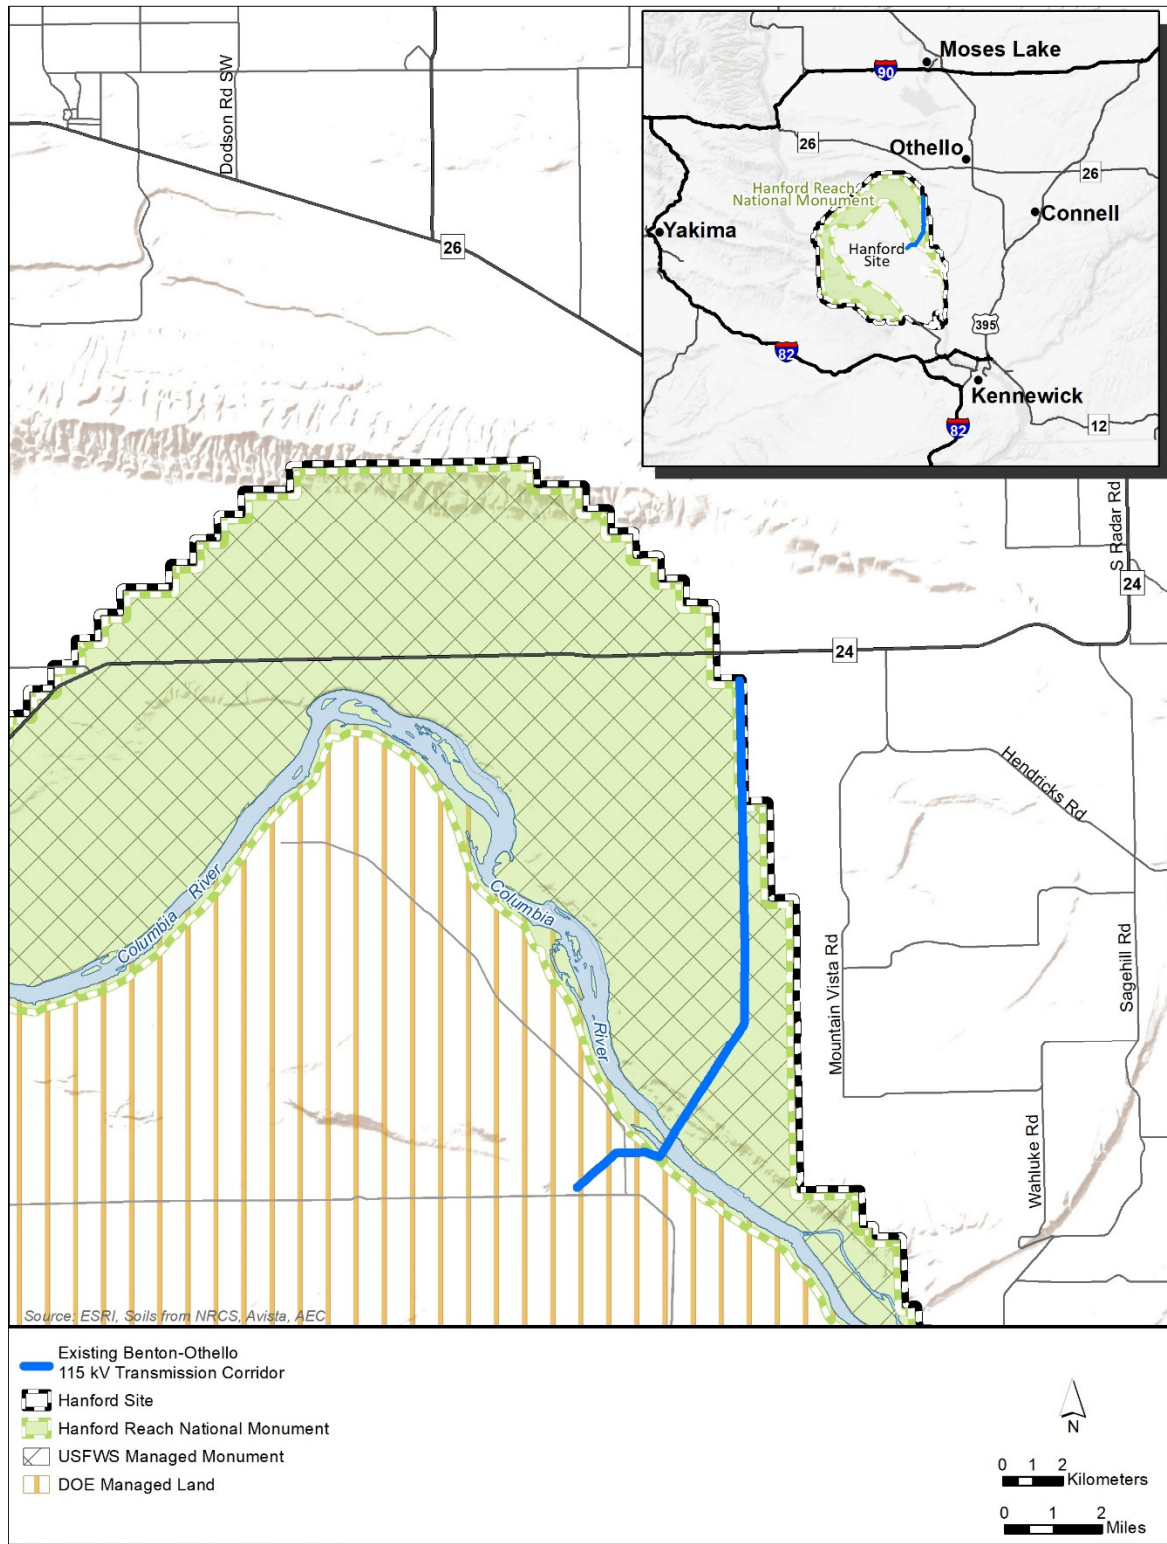 Dodson Rd SW
26
Moses Lake
90
Othello
26
26
Hanford Reach
National Monument
Connell
Yakima
Hanford
Site
395
82
Kennewick
12
82
S Radar Rd
24
24
Hendricks Rd
Columbia River
Columbia
River
Mountain Vista Rd
Sagehill Rd
Wahluke Rd
Source: ESRI, Soils from NRCS, Avista, AEC
Existing Benton-Othello
115 kV Transmission Corridor
Hanford Site
Hanford Reach National Monument
USFWS Managed Monument
DOE Managed Land
N
0 1 2
Kilometers
0 1 2
Miles